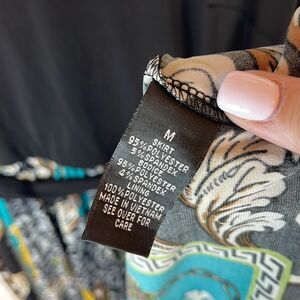 M
SKIRT
95% POLYESTER
5% SPANDEX
BODICE
96% POLYESTER
4% SPANDEX
LINING
100% POLYESTER
MADE IN VIETNAM
SEE OVER FOR
CARE